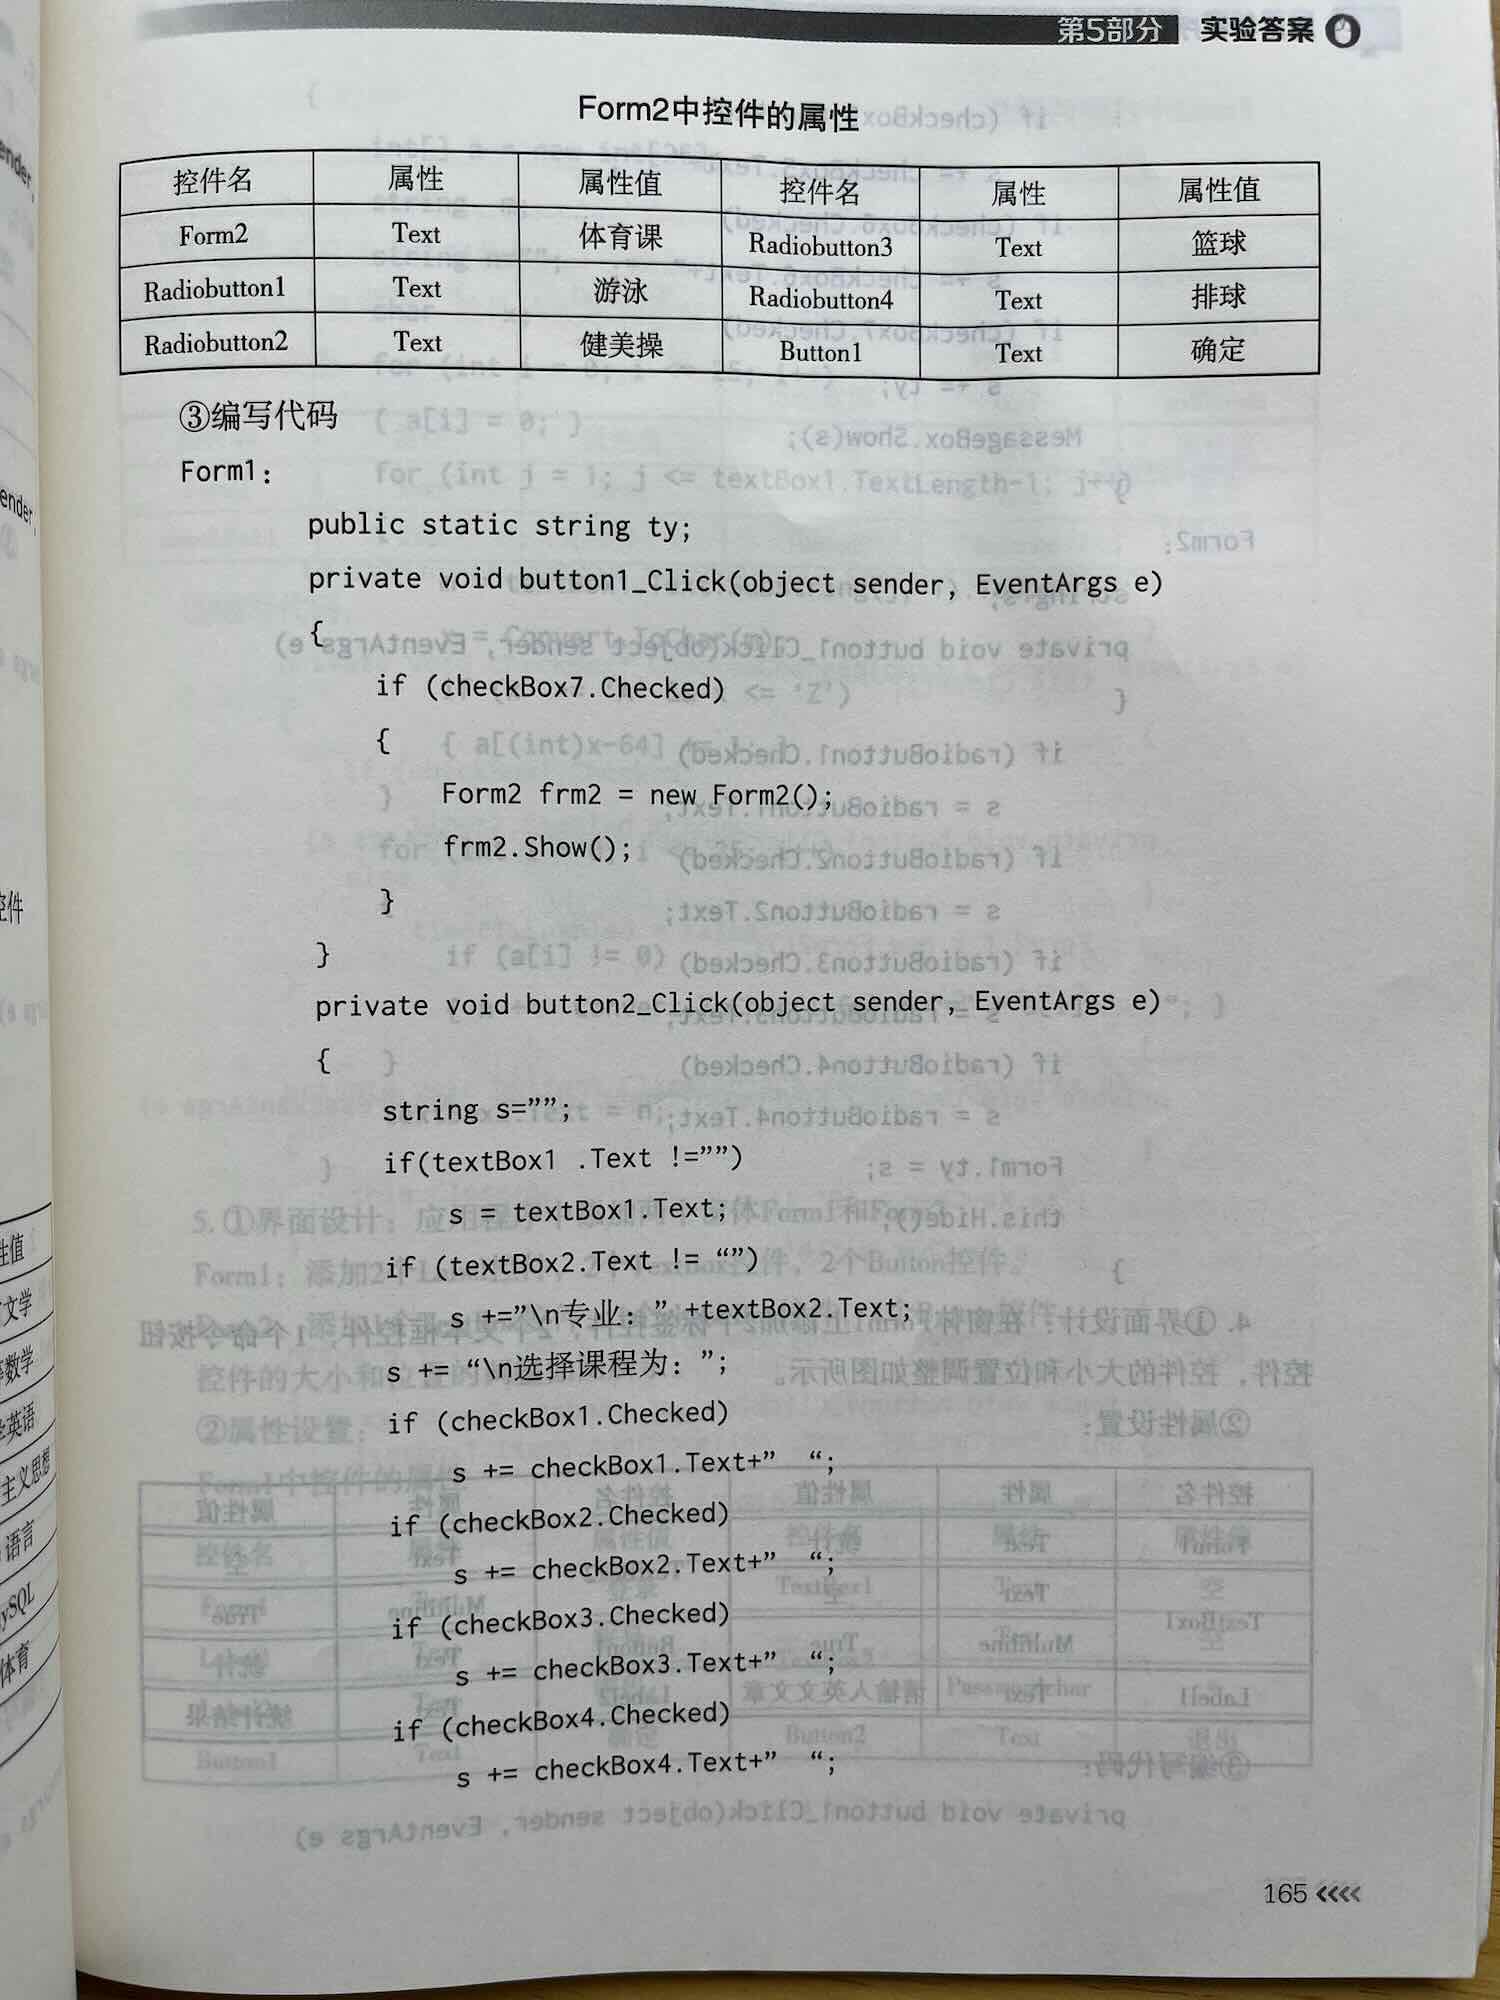 第5部分 实验答案
Form2中控件的属性
控件名 属性 属性值 控件名 属性 属性值
Form2 Text 体育课 Radiobutton3 Text 篮球
Radiobutton1 Text 游泳 Radiobutton4 Text 排球
Radiobutton2 Text 健美操 Button1 Text 确定
③编写代码
Form1：
public static string ty;
private void button1_Click(object sender, EventArgs e)
{
if (checkBox7.Checked)
{
Form2 frm2 = new Form2();
frm2.Show();
}
}
private void button2_Click(object sender, EventArgs e)
{
string s=””;
if(textBox1 .Text !=””)
s = textBox1.Text;
if (textBox2.Text != “”)
s +=”\n专业：” +textBox2.Text;
s += “\n选择课程为：”;
if (checkBox1.Checked)
s += checkBox1.Text+”  “;
if (checkBox2.Checked)
s += checkBox2.Text+”  “;
if (checkBox3.Checked)
s += checkBox3.Text+”  “;
if (checkBox4.Checked)
s += checkBox4.Text+”  “;
165